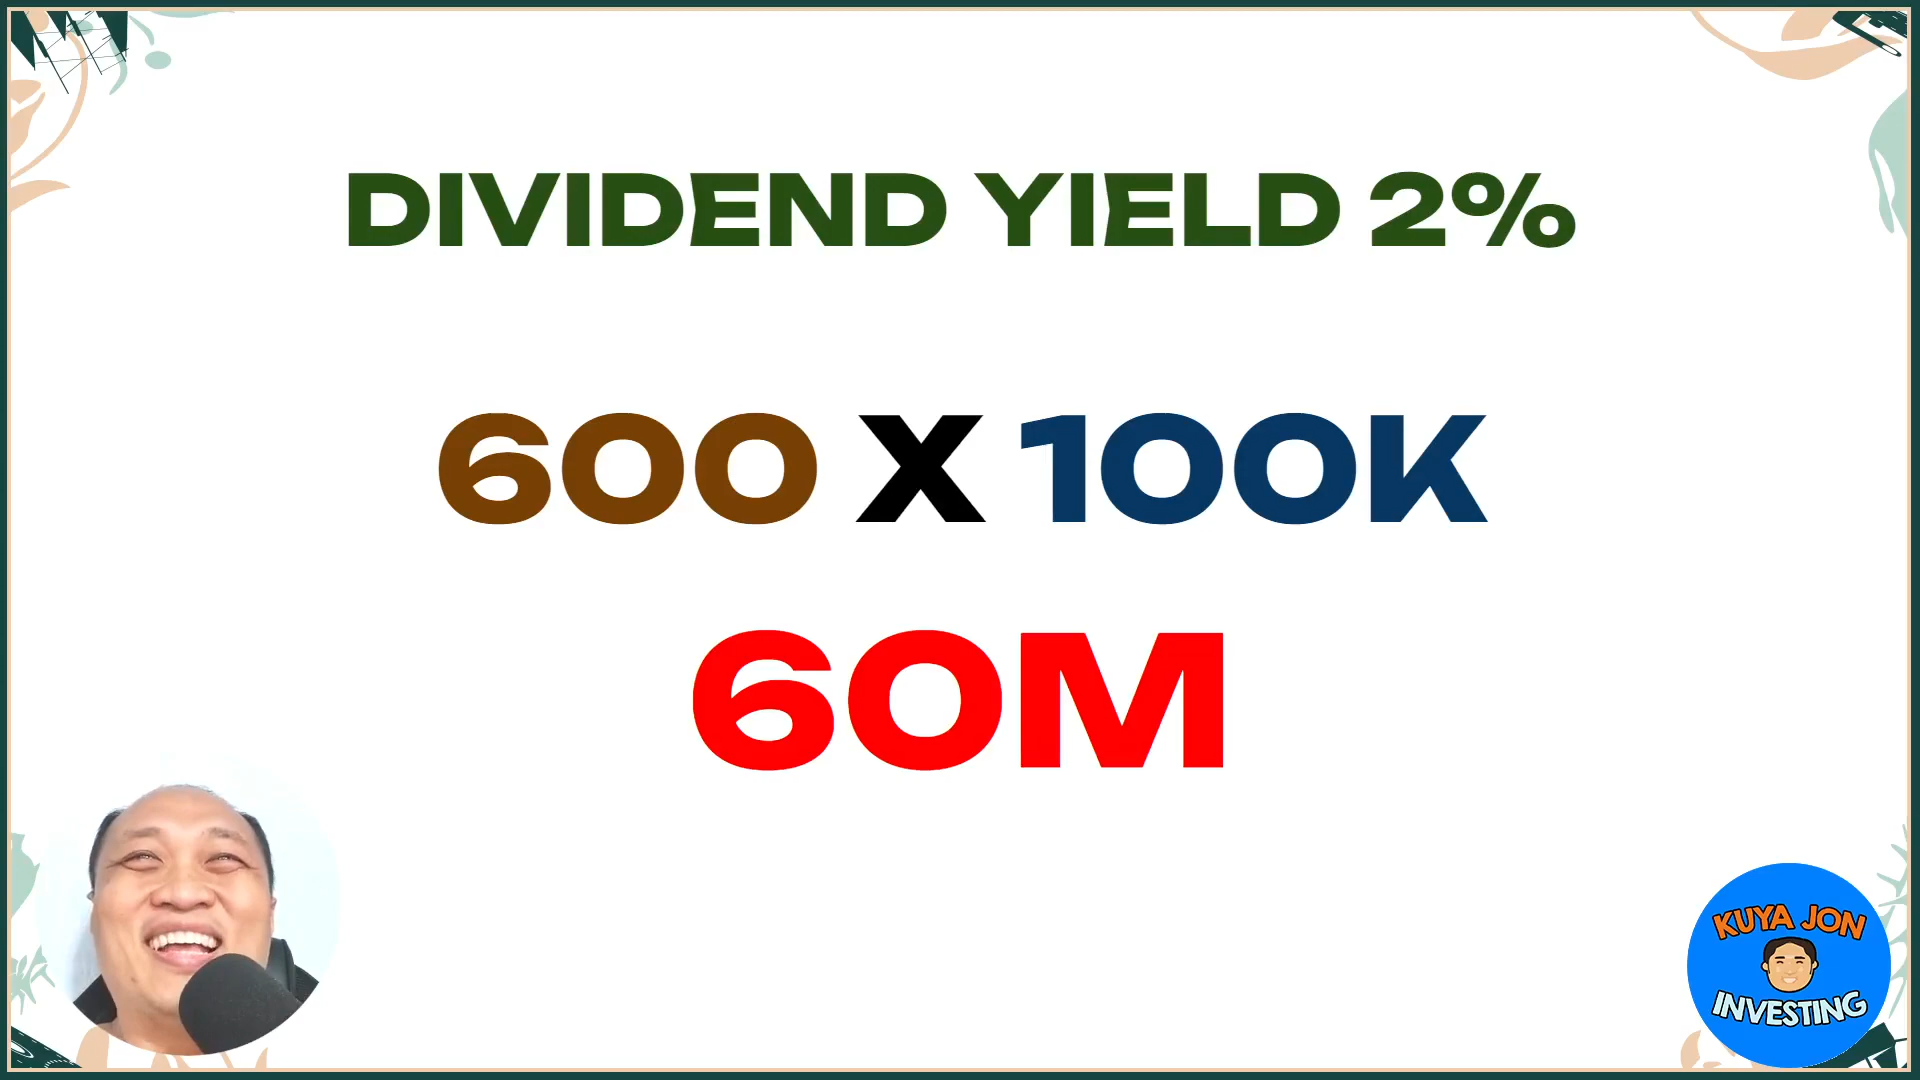 DIVIDEND YIELD 2%
600 X 100K
60M
KUYA JON
INVESTING